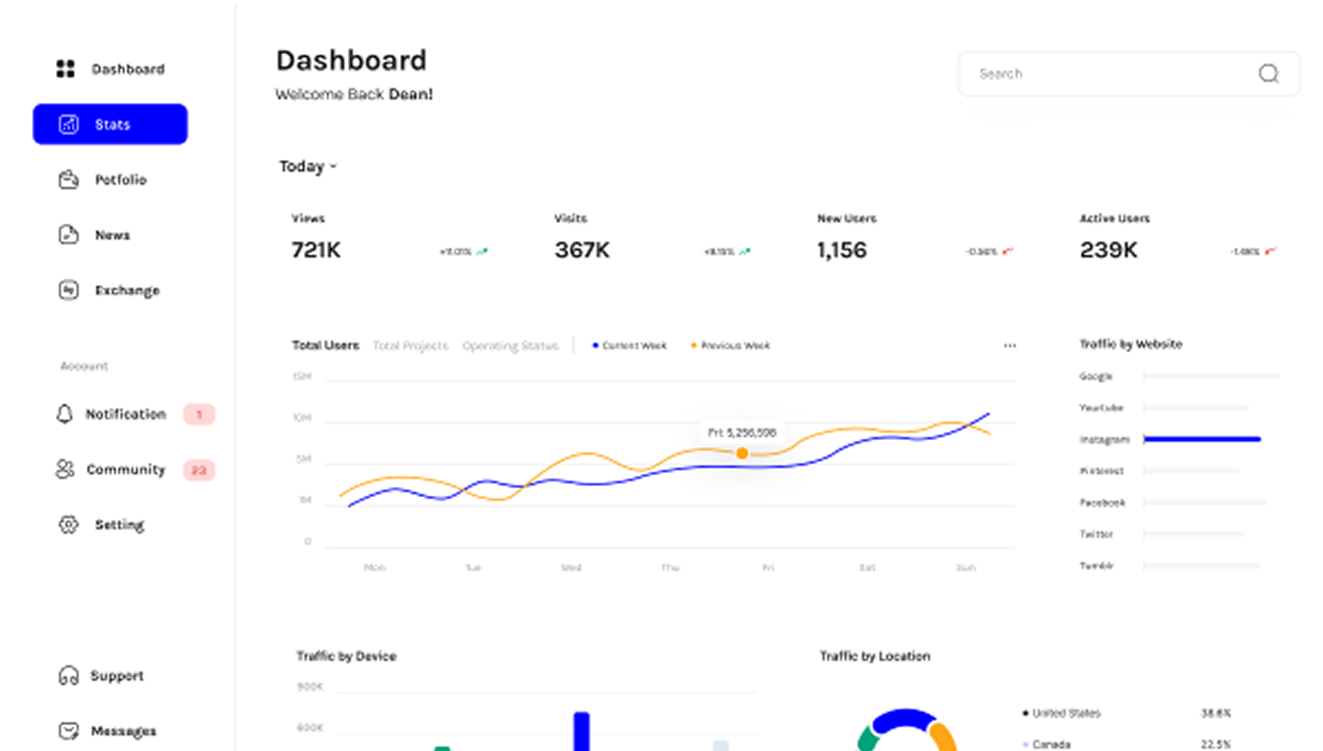 Dashboard
Stats
Potfolio
News
Exchange
Account
Notification 1
Community 23
Setting
Support
Messages
Dashboard
Welcome Back Dean!
Search
Today
Views
721K
+11.01%
Visits
367K
+9.15%
New Users
1,156
-0.56%
Active Users
239K
-1.48%
Total Users Total Projects Operating Status Current Week Previous Week
15M
10M
5M
1M
0
Fri: 5,256,598
Mon Tue Wed Thu Fri Sat Sun
Traffic by Website
Google
Yourtube
Instagram
Pinterest
Facebook
Twitter
Tumblr
Traffic by Device
900K
600K
Traffic by Location
United States 38.6%
Canada 22.5%